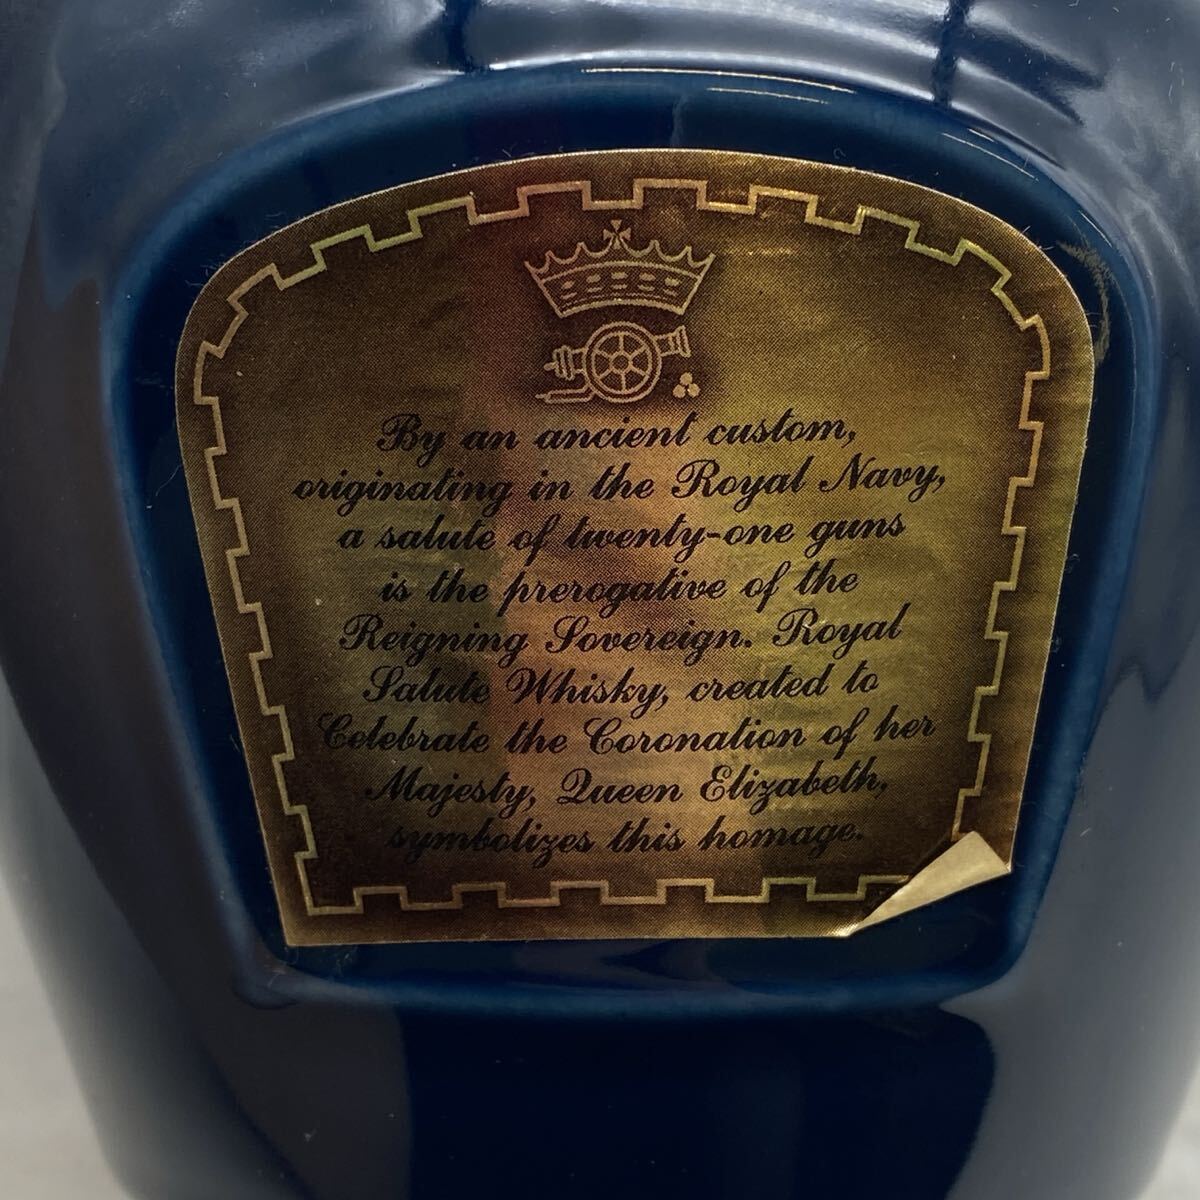 By an ancient custom,
originating in the Royal Navy,
a salute of twenty-one guns
is the prerogative of the
Reigning Sovereign. Royal
Salute Whisky, created to
Celebrate the Coronation of her
Majesty, Queen Elizabeth,
symbolizes this homage.